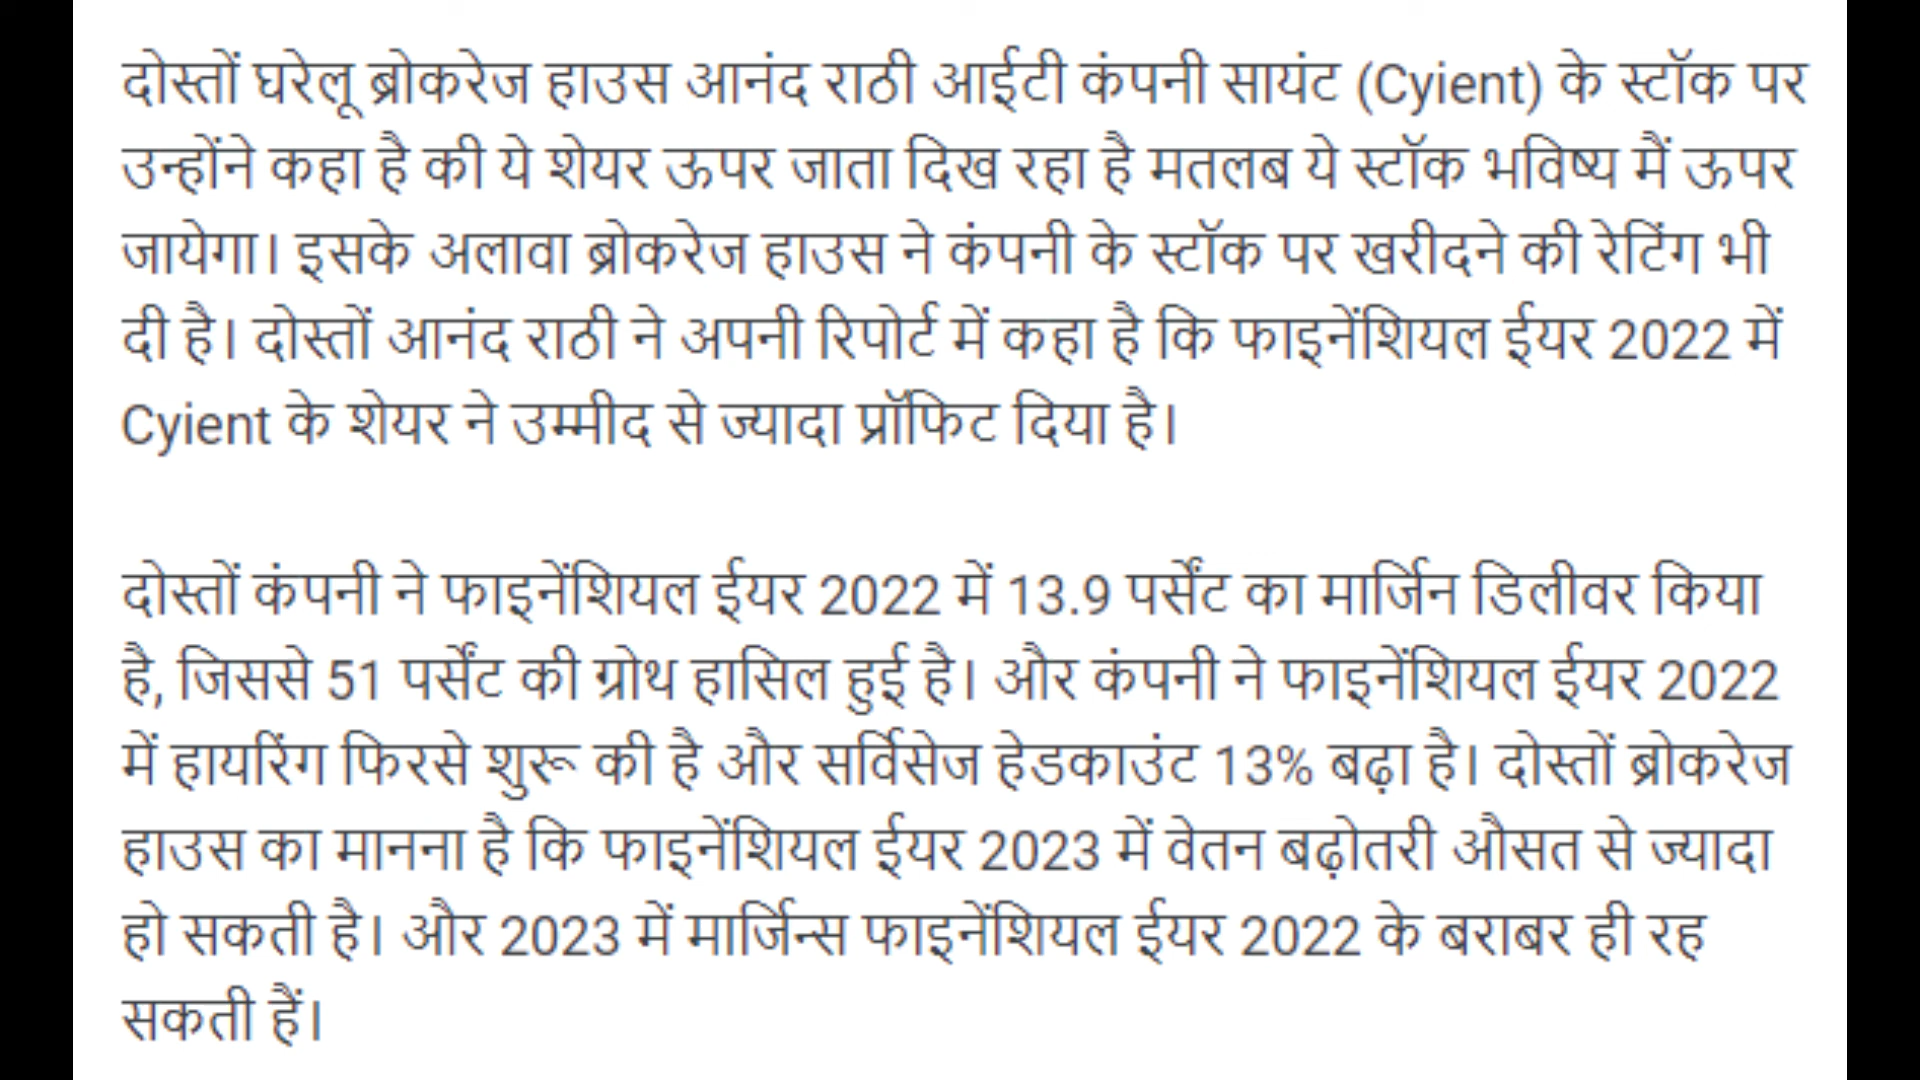 दोस्तों घरेलू ब्रोकरेज हाउस आनंद राठी आईटी कंपनी सायंट (Cyient) के स्टॉक पर
उन्होंने कहा है की ये शेयर ऊपर जाता दिख रहा है मतलब ये स्टॉक भविष्य मैं ऊपर
जायेगा। इसके अलावा ब्रोकरेज हाउस ने कंपनी के स्टॉक पर खरीदने की रेटिंग भी
दी है। दोस्तों आनंद राठी ने अपनी रिपोर्ट में कहा है कि फाइनेंशियल ईयर 2022 में
Cyient के शेयर ने उम्मीद से ज्यादा प्रॉफिट दिया है।
दोस्तों कंपनी ने फाइनेंशियल ईयर 2022 में 13.9 पर्सेंट का मार्जिन डिलीवर किया
है, जिससे 51 पर्सेंट की ग्रोथ हासिल हुई है। और कंपनी ने फाइनेंशियल ईयर 2022
में हायरिंग फिरसे शुरू की है और सर्विसेज हेडकाउंट 13% बढ़ा है। दोस्तों ब्रोकरेज
हाउस का मानना है कि फाइनेंशियल ईयर 2023 में वेतन बढ़ोतरी औसत से ज्यादा
हो सकती है। और 2023 में मार्जिन्स फाइनेंशियल ईयर 2022 के बराबर ही रह
सकती हैं।